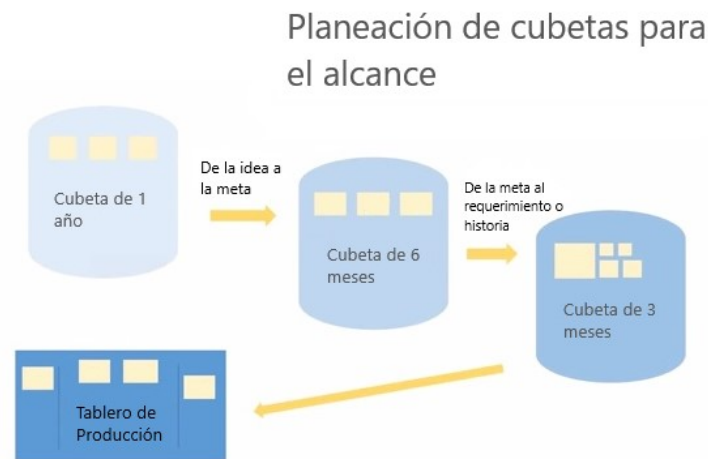 Planeación de cubetas para
el alcance
Cubeta de 1
año
De la idea a
la meta
Cubeta de 6
meses
De la meta al
requerimiento o
historia
Cubeta de 3
meses
Tablero de
Producción